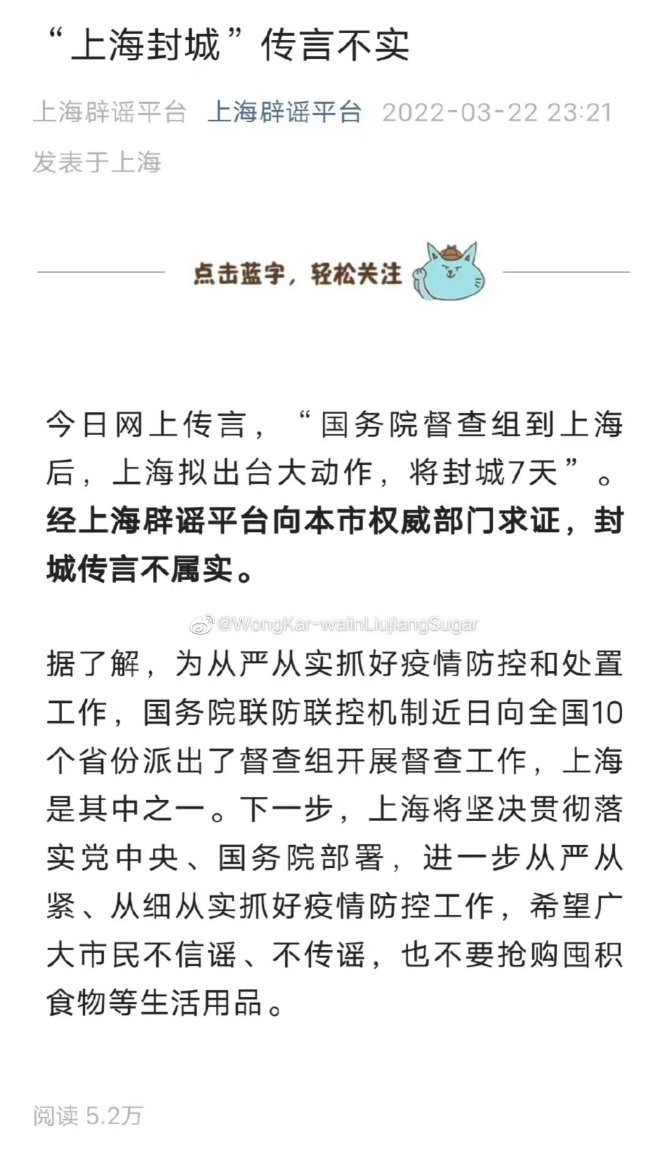 “上海封城”传言不实
上海辟谣平台 上海辟谣平台 2022-03-22 23:21
发表于上海
点击蓝字，轻松关注
今日网上传言，“国务院督查组到上海
后，上海拟出台大动作，将封城7天”。
经上海辟谣平台向本市权威部门求证，封
城传言不属实。
@WongKar-waiinLiujiangSugar
据了解，为从严从实抓好疫情防控和处置
工作，国务院联防联控机制近日向全国10
个省份派出了督查组开展督查工作，上海
是其中之一。下一步，上海将坚决贯彻落
实党中央、国务院部署，进一步从严从
紧、从细从实抓好疫情防控工作，希望广
大市民不信谣、不传谣，也不要抢购囤积
食物等生活用品。
阅读 5.2万